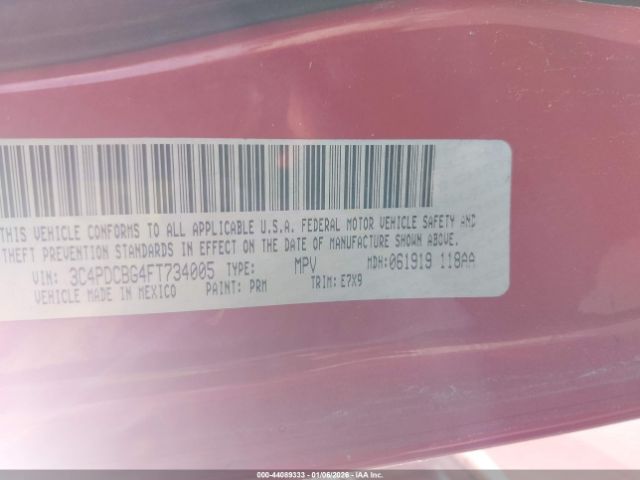 THIS VEHICLE CONFORMS TO ALL APPLICABLE U.S.A. FEDERAL MOTOR VEHICLE SAFETY AND
THEFT PREVENTION STANDARDS IN EFFECT ON THE DATE OF MANUFACTURE SHOWN ABOVE.
VIN: 3C4PDCBG4FT734005 TYPE: MPV MDH:061919 118AA
VEHICLE MADE IN MEXICO PAINT: PRM TRIM: E7X9
000-44089333 - 01/06/2026 - IAAI.com